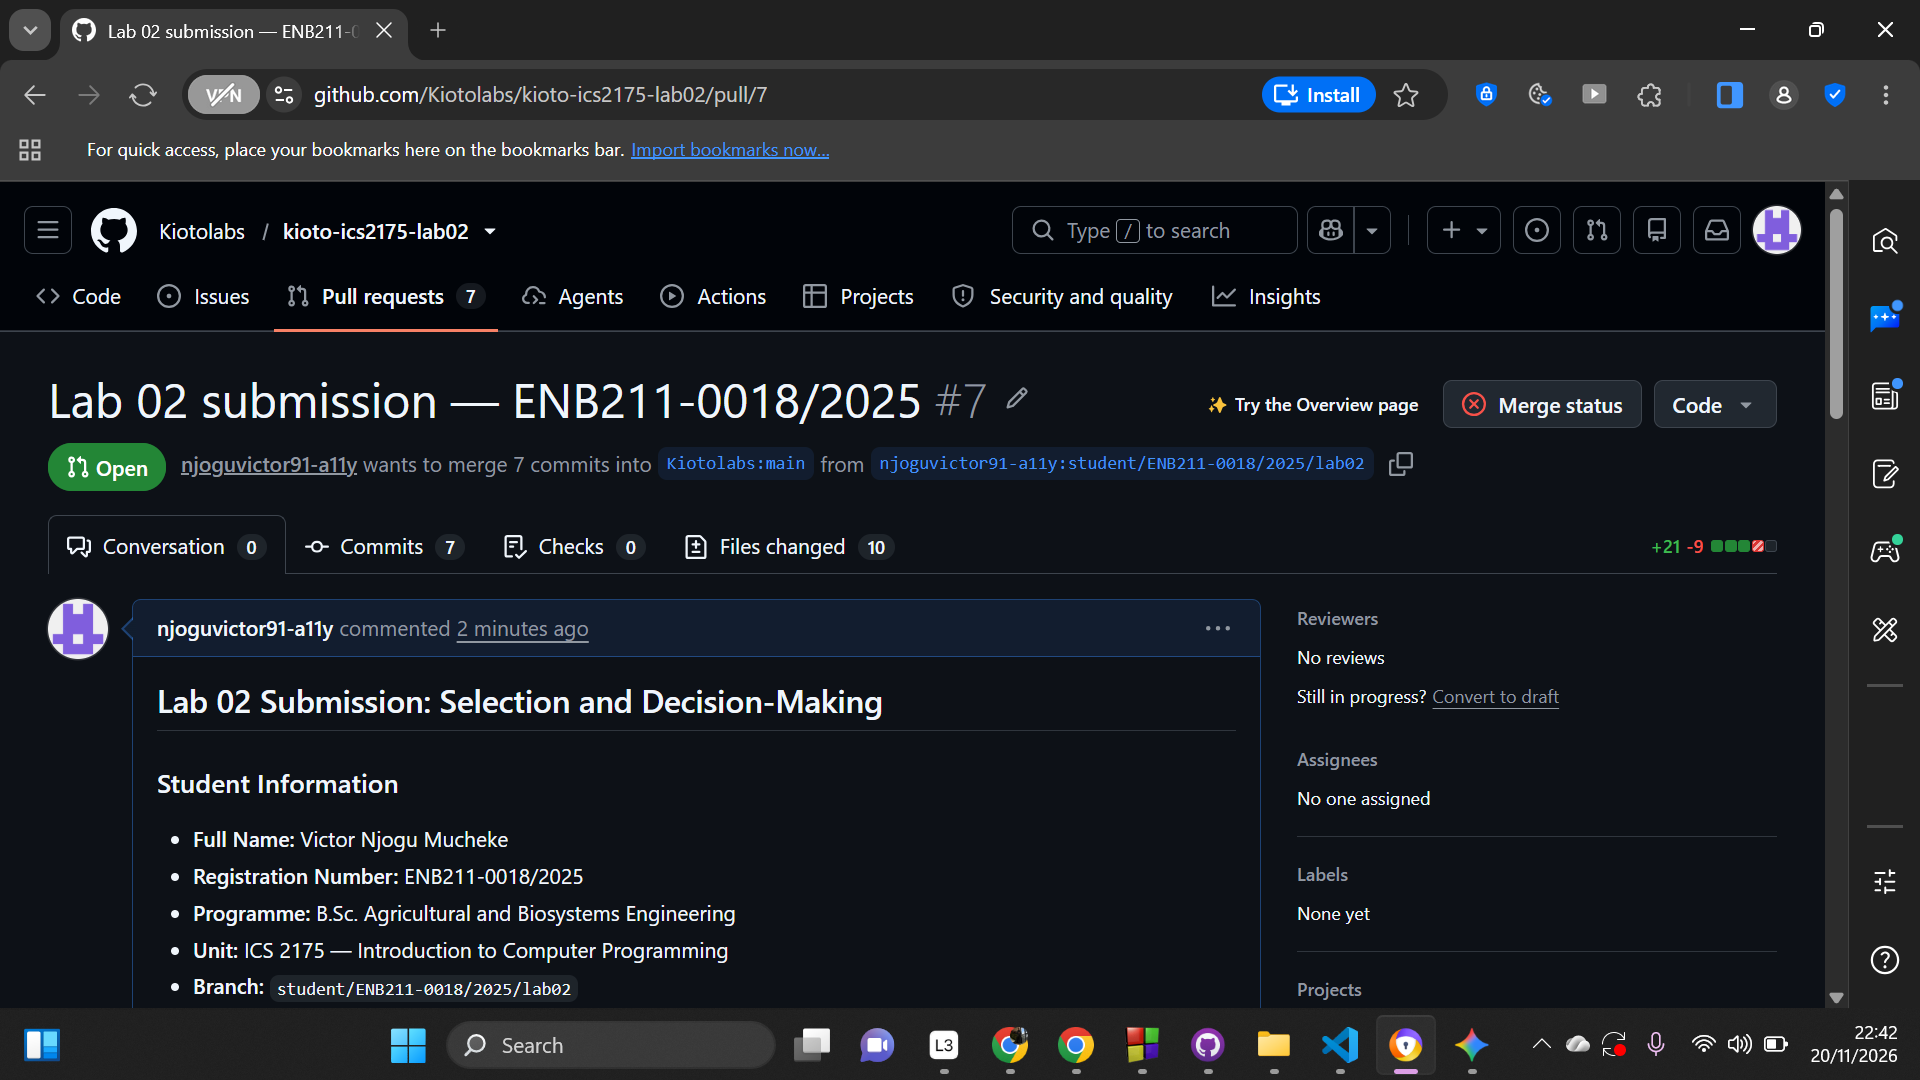 Lab 02 submission — ENB211-0
VPN
github.com/Kiotolabs/kioto-ics2175-lab02/pull/7
Install
For quick access, place your bookmarks here on the bookmarks bar. Import bookmarks now...
Kiotolabs / kioto-ics2175-lab02
Type / to search
Code
Issues
Pull requests 7
Agents
Actions
Projects
Security and quality
Insights
Lab 02 submission — ENB211-0018/2025 #7
Try the Overview page
Merge status
Code
Open
njoguvictor91-a11y wants to merge 7 commits into Kiotolabs:main from njoguvictor91-a11y:student/ENB211-0018/2025/lab02
Conversation 0
Commits 7
Checks 0
Files changed 10
+21 -9
njoguvictor91-a11y commented 2 minutes ago
Lab 02 Submission: Selection and Decision-Making
Student Information
Full Name: Victor Njogu Mucheke
Registration Number: ENB211-0018/2025
Programme: B.Sc. Agricultural and Biosystems Engineering
Unit: ICS 2175 — Introduction to Computer Programming
Branch: student/ENB211-0018/2025/lab02
Reviewers
No reviews
Still in progress? Convert to draft
Assignees
No one assigned
Labels
None yet
Projects
Search
L3
22:42
20/11/2026